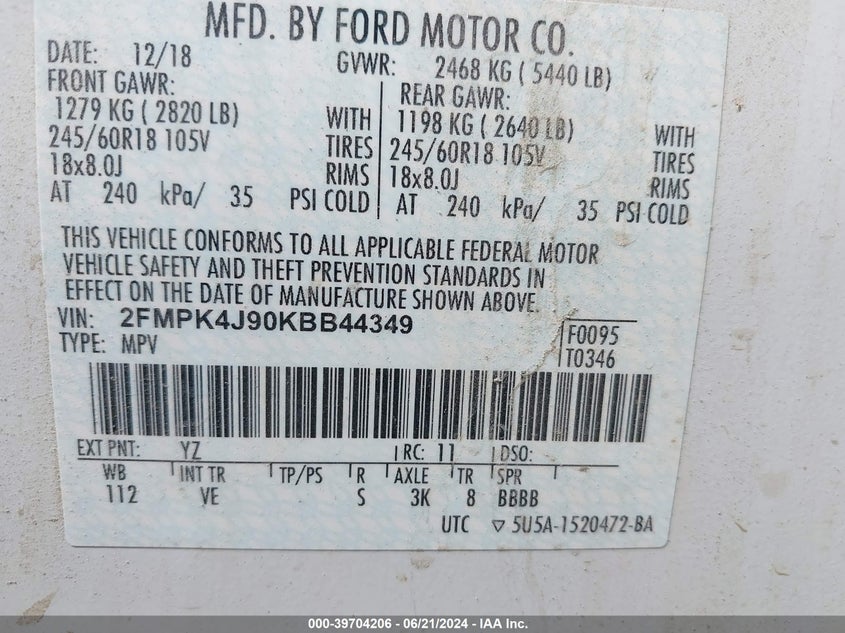 MFD. BY FORD MOTOR CO.
DATE: 12/18 GVWR: 2468 KG ( 5440 LB)
FRONT GAWR: REAR GAWR:
1279 KG ( 2820 LB) WITH 1198 KG ( 2640 LB) WITH
245/60R18 105V TIRES 245/60R18 105V TIRES
18x8.0J RIMS 18x8.0J RIMS
AT 240 kPa/ 35 PSI COLD AT 240 kPa/ 35 PSI COLD
THIS VEHICLE CONFORMS TO ALL APPLICABLE FEDERAL MOTOR
VEHICLE SAFETY AND THEFT PREVENTION STANDARDS IN
EFFECT ON THE DATE OF MANUFACTURE SHOWN ABOVE.
VIN: 2FMPK4J90KBB44349 F0095
TYPE: MPV T0346
EXT PNT: YZ RC: 11 DSO:
WB INT TR TP/PS R AXLE TR SPR
112 VE S 3K 8 BBBB
UTC ▽ 5U5A-1520472-BA
000-39704206 - 06/21/2024 - IAA Inc.